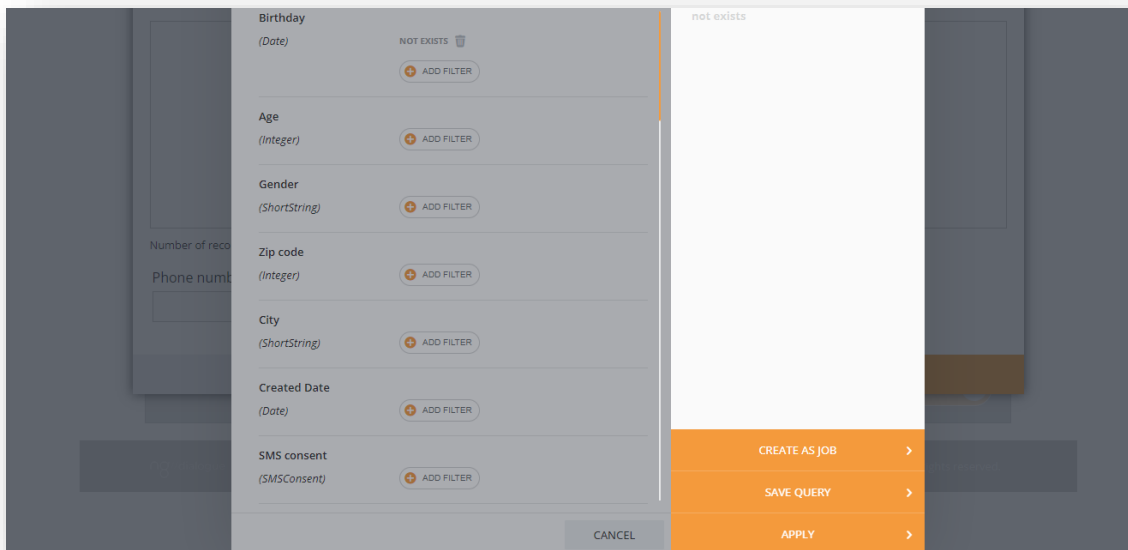 Birthday
(Date)
NOT EXISTS
ADD FILTER
Age
(Integer)
ADD FILTER
Gender
(ShortString)
ADD FILTER
Zip code
(Integer)
ADD FILTER
City
(ShortString)
ADD FILTER
Created Date
(Date)
ADD FILTER
SMS consent
(SMSConsent)
ADD FILTER
CANCEL
not exists
CREATE AS JOB
SAVE QUERY
APPLY
Number of reco
Phone numb